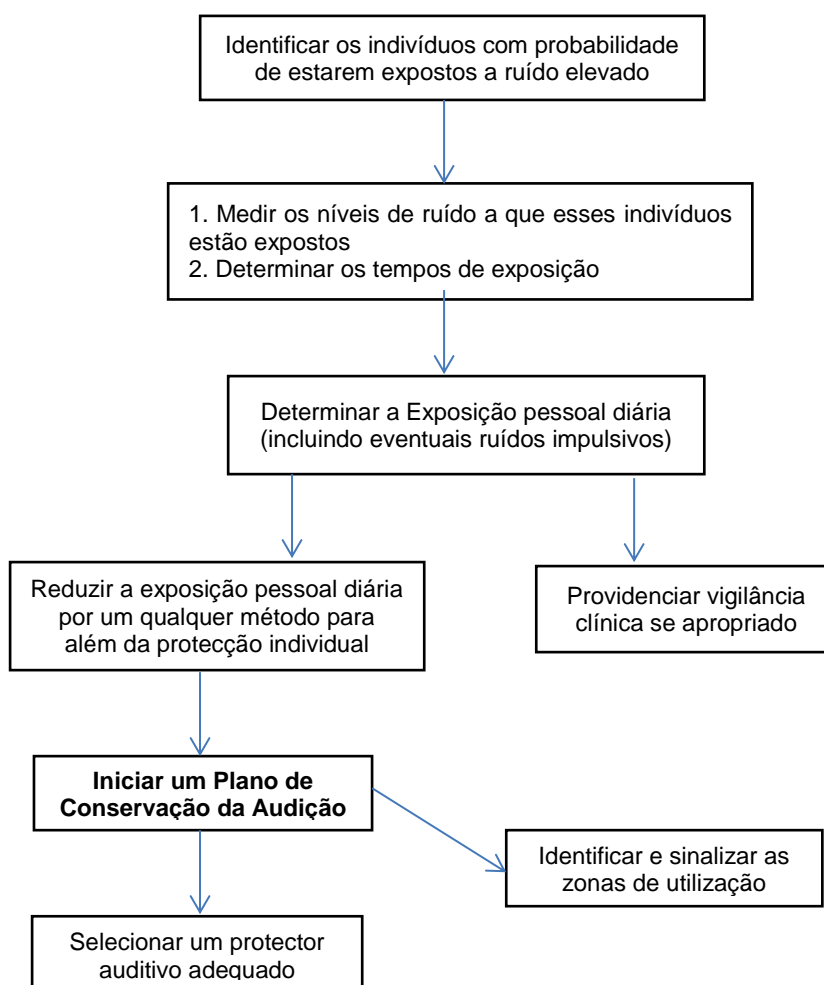 Identificar os indivíduos com probabilidade
de estarem expostos a ruído elevado
1. Medir os níveis de ruído a que esses indivíduos
estão expostos
2. Determinar os tempos de exposição
Determinar a Exposição pessoal diária
(incluindo eventuais ruídos impulsivos)
Reduzir a exposição pessoal diária
por um qualquer método para
além da protecção individual
Providenciar vigilância
clínica se apropriado
Iniciar um Plano de
Conservação da Audição
Identificar e sinalizar as
zonas de utilização
Selecionar um protector
auditivo adequado